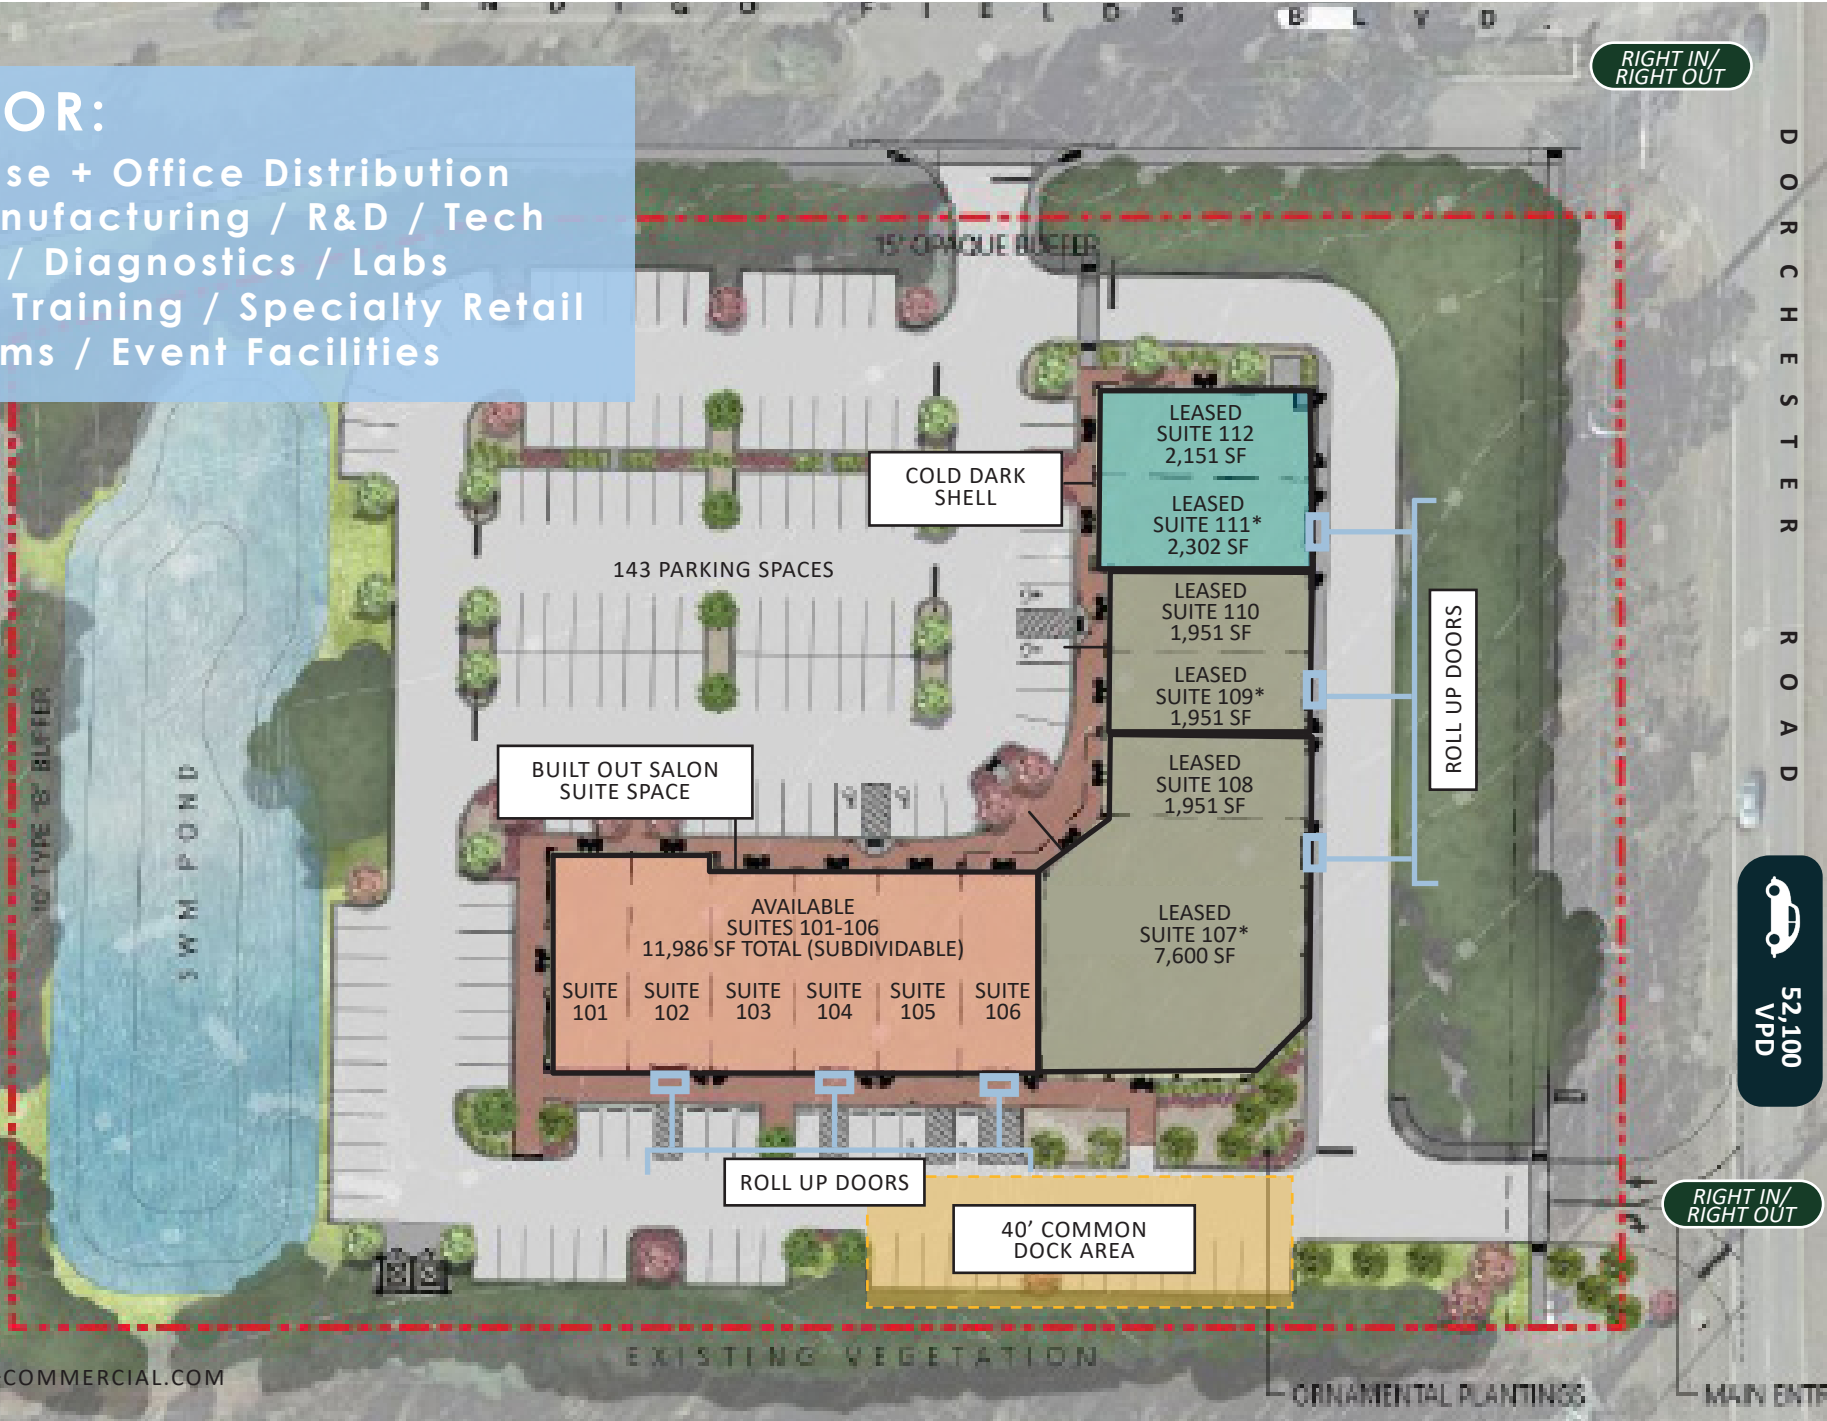 INDIGO FIELDS BLVD.
RIGHT IN/
RIGHT OUT
OR:
se + Office Distribution
nufacturing / R&D / Tech
/ Diagnostics / Labs
Training / Specialty Retail
ms / Event Facilities
15' OPAQUE BUFFER
DORCHESTER ROAD
LEASED
SUITE 112
2,151 SF
COLD DARK
SHELL
LEASED
SUITE 111*
2,302 SF
143 PARKING SPACES
LEASED
SUITE 110
1,951 SF
LEASED
SUITE 109*
1,951 SF
ROLL UP DOORS
BUILT OUT SALON
SUITE SPACE
LEASED
SUITE 108
1,951 SF
10' TYPE "B" BUFFER
SWM POND
AVAILABLE
SUITES 101-106
11,986 SF TOTAL (SUBDIVIDABLE)
SUITE
101
SUITE
102
SUITE
103
SUITE
104
SUITE
105
SUITE
106
LEASED
SUITE 107*
7,600 SF
52,100
VPD
ROLL UP DOORS
40’ COMMON
DOCK AREA
RIGHT IN/
RIGHT OUT
EXISTING VEGETATION
COMMERCIAL.COM
ORNAMENTAL PLANTINGS
MAIN ENTR